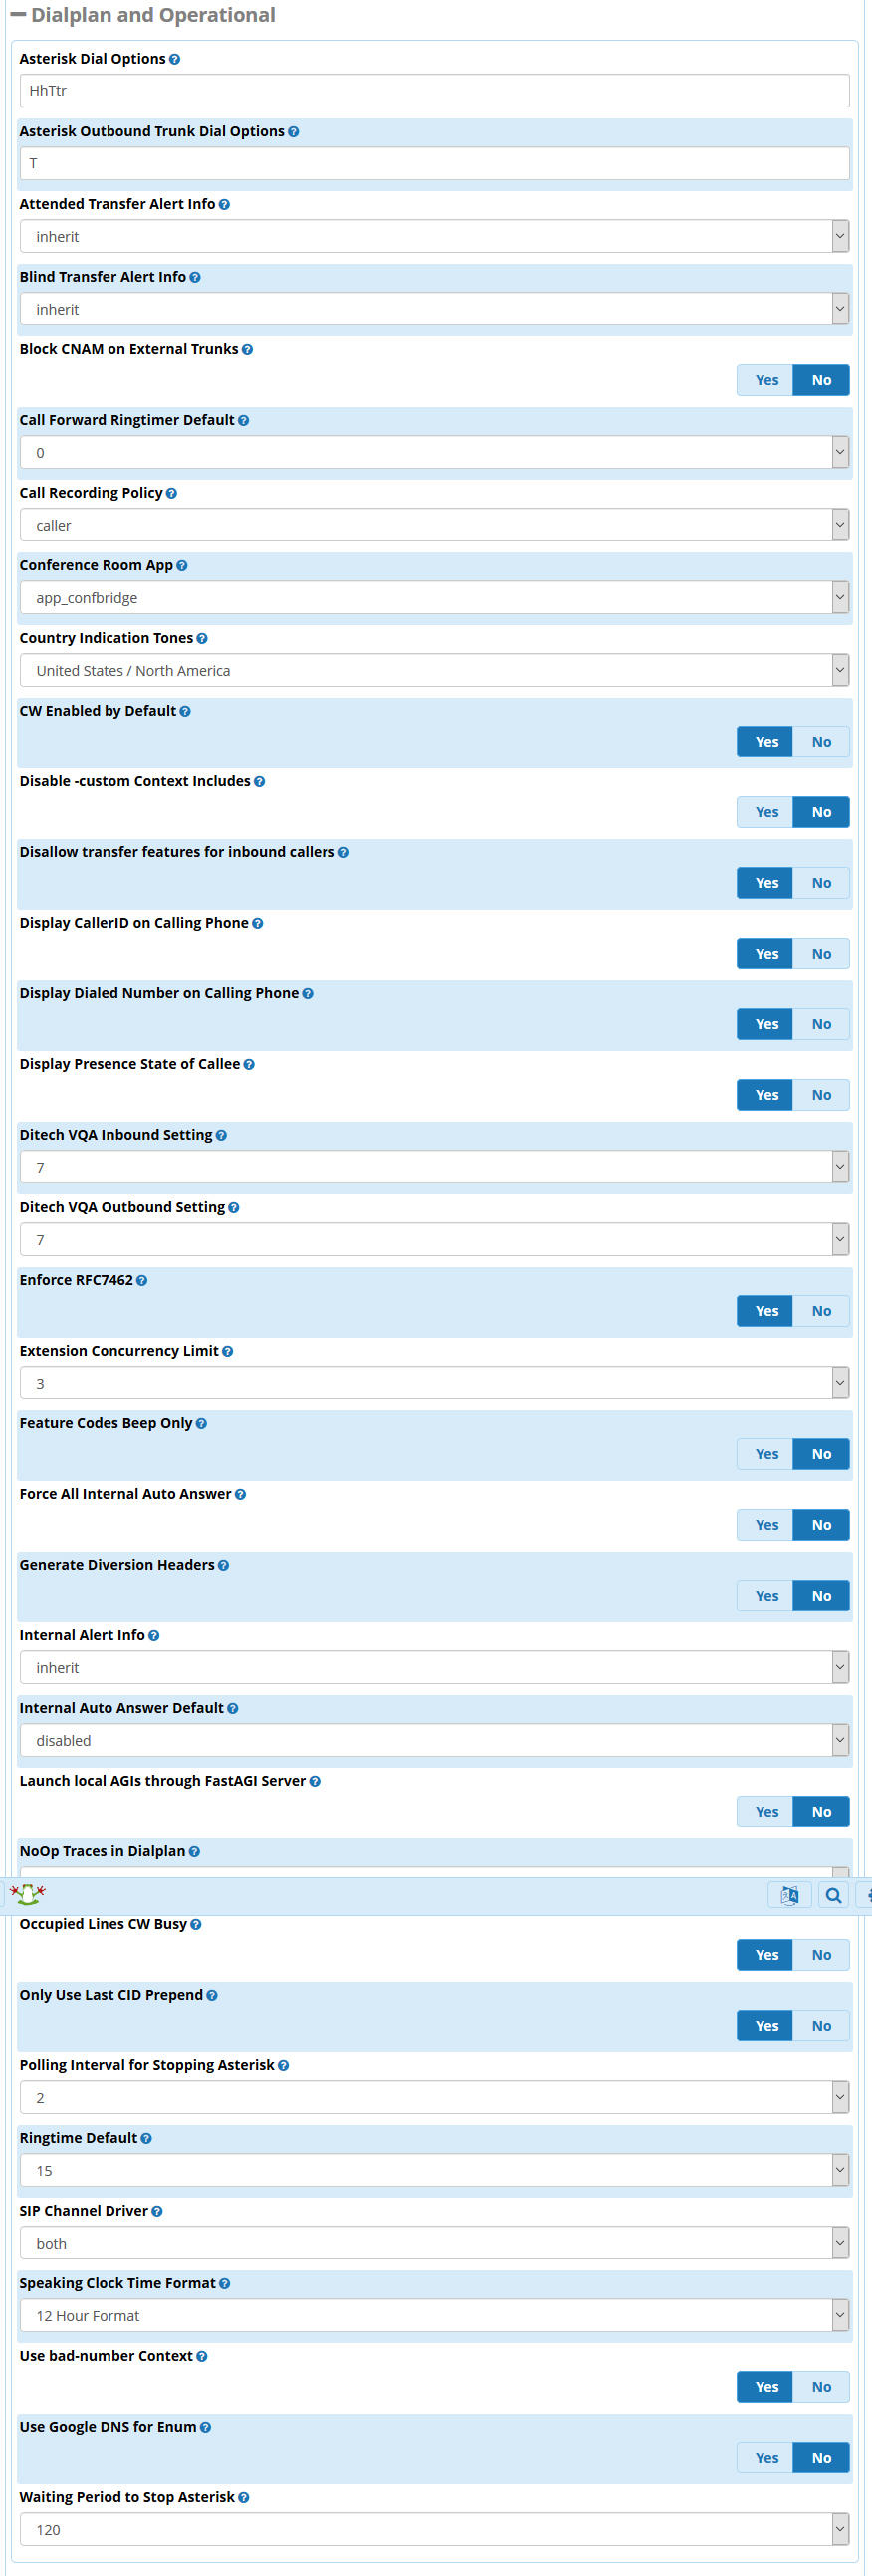 Dialplan and Operational
Asterisk Dial Options
HhTtr
Asterisk Outbound Trunk Dial Options
T
Attended Transfer Alert Info
inherit
Blind Transfer Alert Info
inherit
Block CNAM on External Trunks
Yes No
Call Forward Ringtimer Default
0
Call Recording Policy
caller
Conference Room App
app_confbridge
Country Indication Tones
United States / North America
CW Enabled by Default
Yes No
Disable -custom Context Includes
Yes No
Disallow transfer features for inbound callers
Yes No
Display CallerID on Calling Phone
Yes No
Display Dialed Number on Calling Phone
Yes No
Display Presence State of Callee
Yes No
Ditech VQA Inbound Setting
7
Ditech VQA Outbound Setting
7
Enforce RFC7462
Yes No
Extension Concurrency Limit
3
Feature Codes Beep Only
Yes No
Force All Internal Auto Answer
Yes No
Generate Diversion Headers
Yes No
Internal Alert Info
inherit
Internal Auto Answer Default
disabled
Launch local AGIs through FastAGI Server
Yes No
NoOp Traces in Dialplan
Occupied Lines CW Busy
Yes No
Only Use Last CID Prepend
Yes No
Polling Interval for Stopping Asterisk
2
Ringtime Default
15
SIP Channel Driver
both
Speaking Clock Time Format
12 Hour Format
Use bad-number Context
Yes No
Use Google DNS for Enum
Yes No
Waiting Period to Stop Asterisk
120